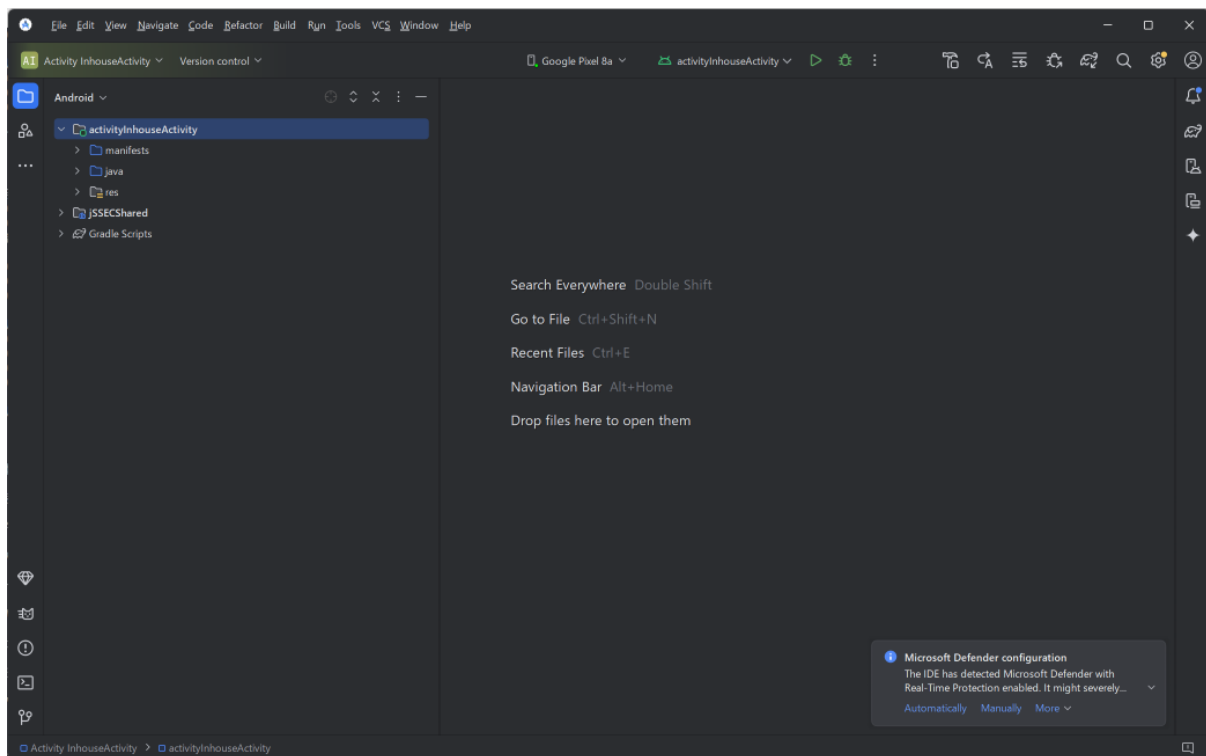 File Edit View Navigate Code Refactor Build Run Tools VCS Window Help
AI Activity InhouseActivity Version control Google Pixel 8a activityInhouseActivity
Android
activityInhouseActivity
manifests
java
res
jSSECShared
Gradle Scripts
Search Everywhere Double Shift
Go to File Ctrl+Shift+N
Recent Files Ctrl+E
Navigation Bar Alt+Home
Drop files here to open them
Microsoft Defender configuration
The IDE has detected Microsoft Defender with
Real-Time Protection enabled. It might severely...
Automatically Manually More
Activity InhouseActivity > activityInhouseActivity